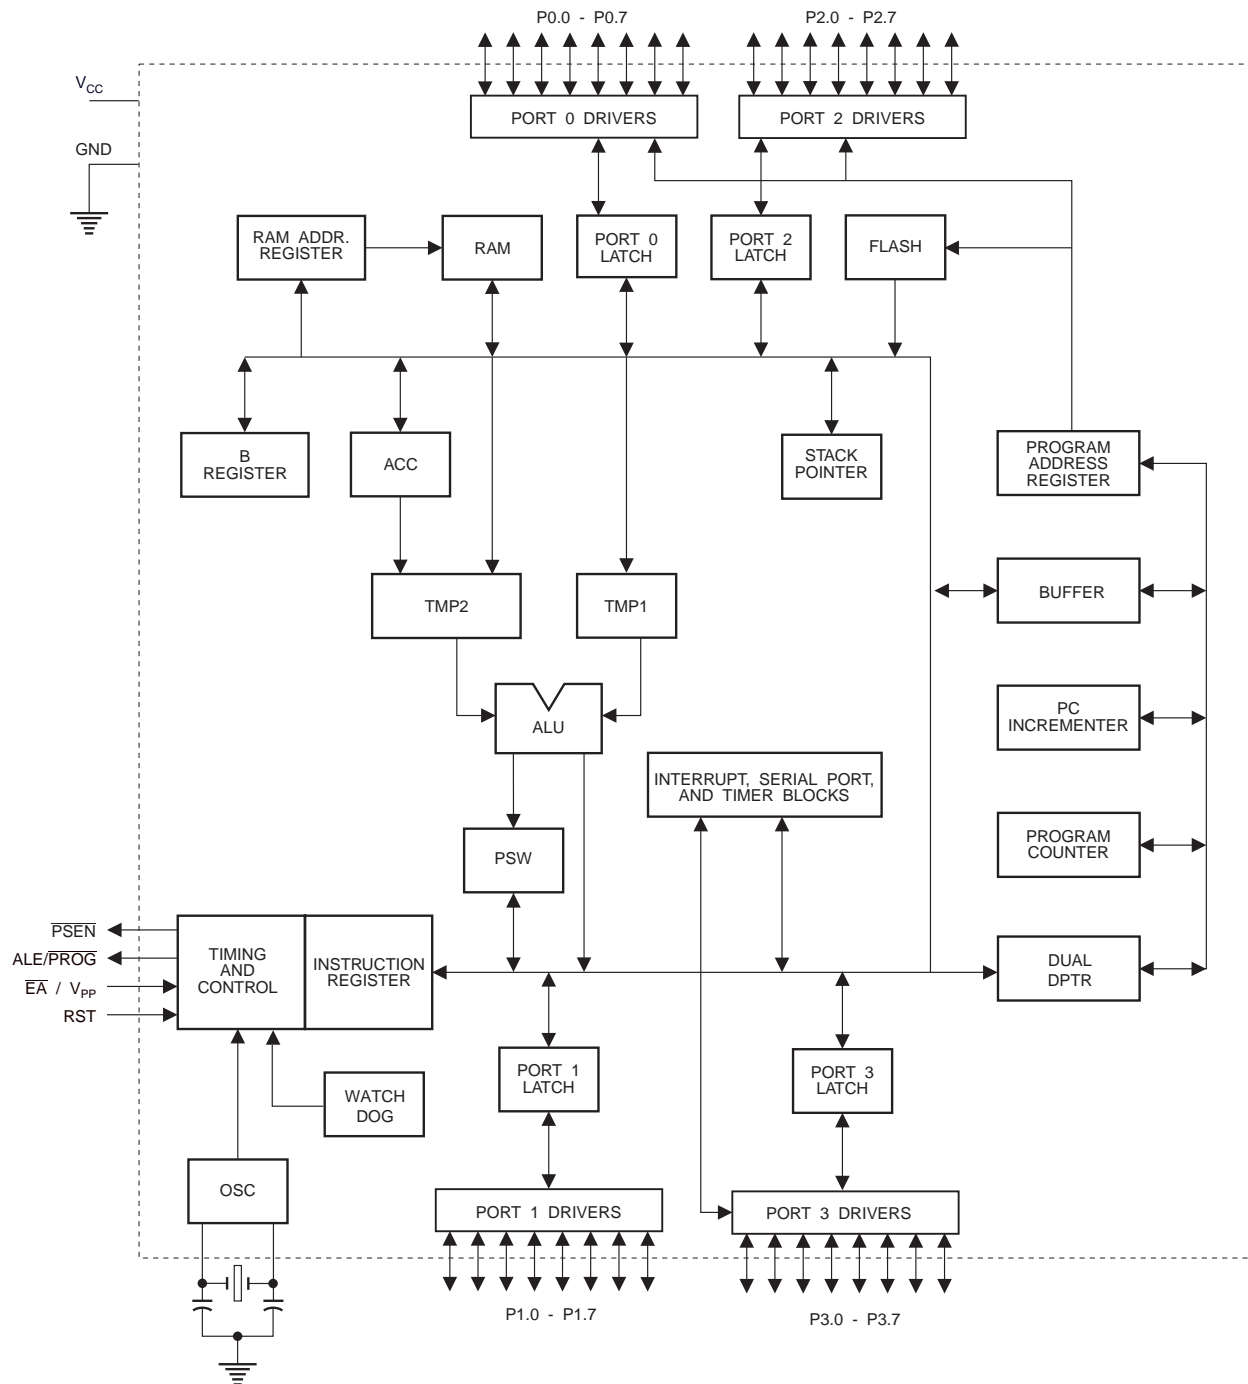 P0.0 - P0.7
P2.0 - P2.7
VCC
PORT 0 DRIVERS
PORT 2 DRIVERS
GND
RAM ADDR.
REGISTER
RAM
PORT 0
LATCH
PORT 2
LATCH
FLASH
B
REGISTER
ACC
STACK
POINTER
PROGRAM
ADDRESS
REGISTER
TMP2
TMP1
BUFFER
ALU
PC
INCREMENTER
INTERRUPT, SERIAL PORT,
AND TIMER BLOCKS
PSW
PROGRAM
COUNTER
PSEN
ALE/PROG
EA / VPP
RST
TIMING
AND
CONTROL
INSTRUCTION
REGISTER
DUAL
DPTR
WATCH
DOG
PORT 1
LATCH
PORT 3
LATCH
OSC
PORT 1 DRIVERS
PORT 3 DRIVERS
P1.0 - P1.7
P3.0 - P3.7